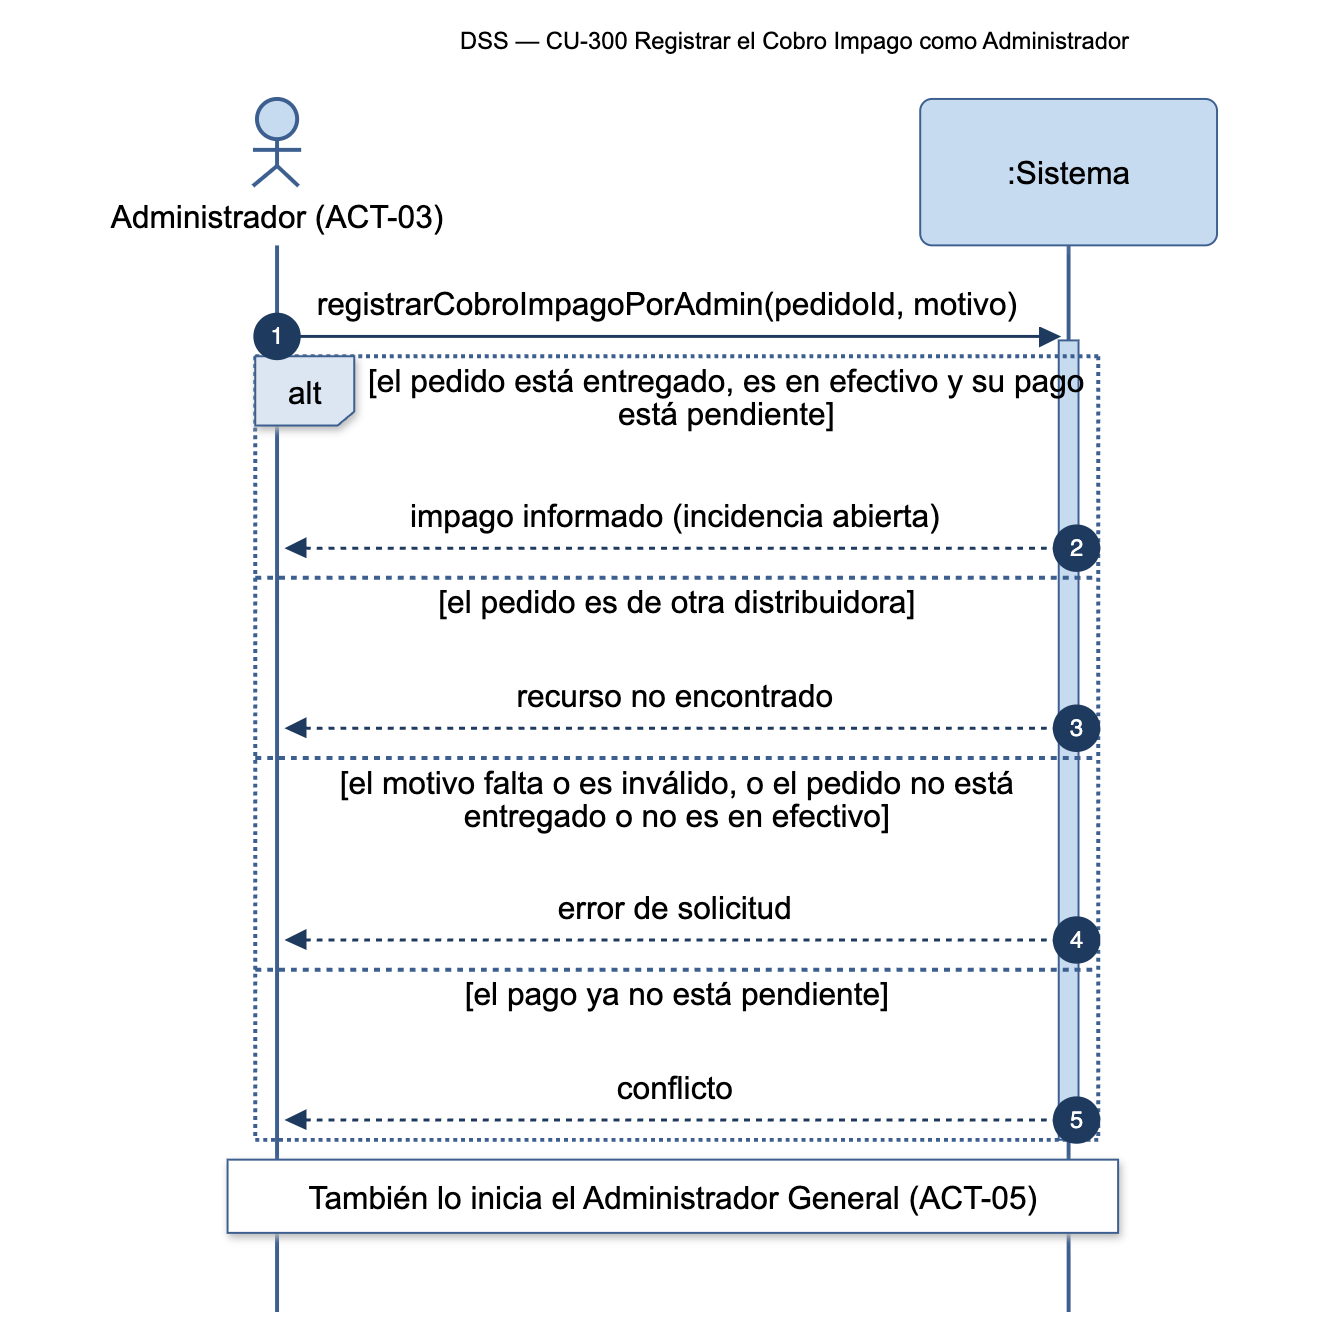 DSS — CU-300 Registrar el Cobro Impago como Administrador
Administrador (ACT-03)
:Sistema
registrarCobroImpagoPorAdmin(pedidoId, motivo)
1
alt
[el pedido está entregado, es en efectivo y su pago
está pendiente]
impago informado (incidencia abierta)
2
[el pedido es de otra distribuidora]
recurso no encontrado
3
[el motivo falta o es inválido, o el pedido no está
entregado o no es en efectivo]
error de solicitud
4
[el pago ya no está pendiente]
conflicto
5
También lo inicia el Administrador General (ACT-05)